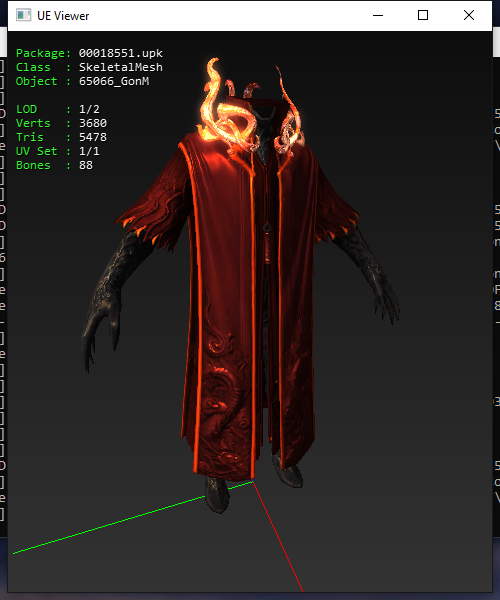 UE Viewer
Package: 00018551.upk
Class : SkeletalMesh
Object : 65066_GonM
LOD : 1/2
Verts : 3680
Tris : 5478
UV Set : 1/1
Bones : 88